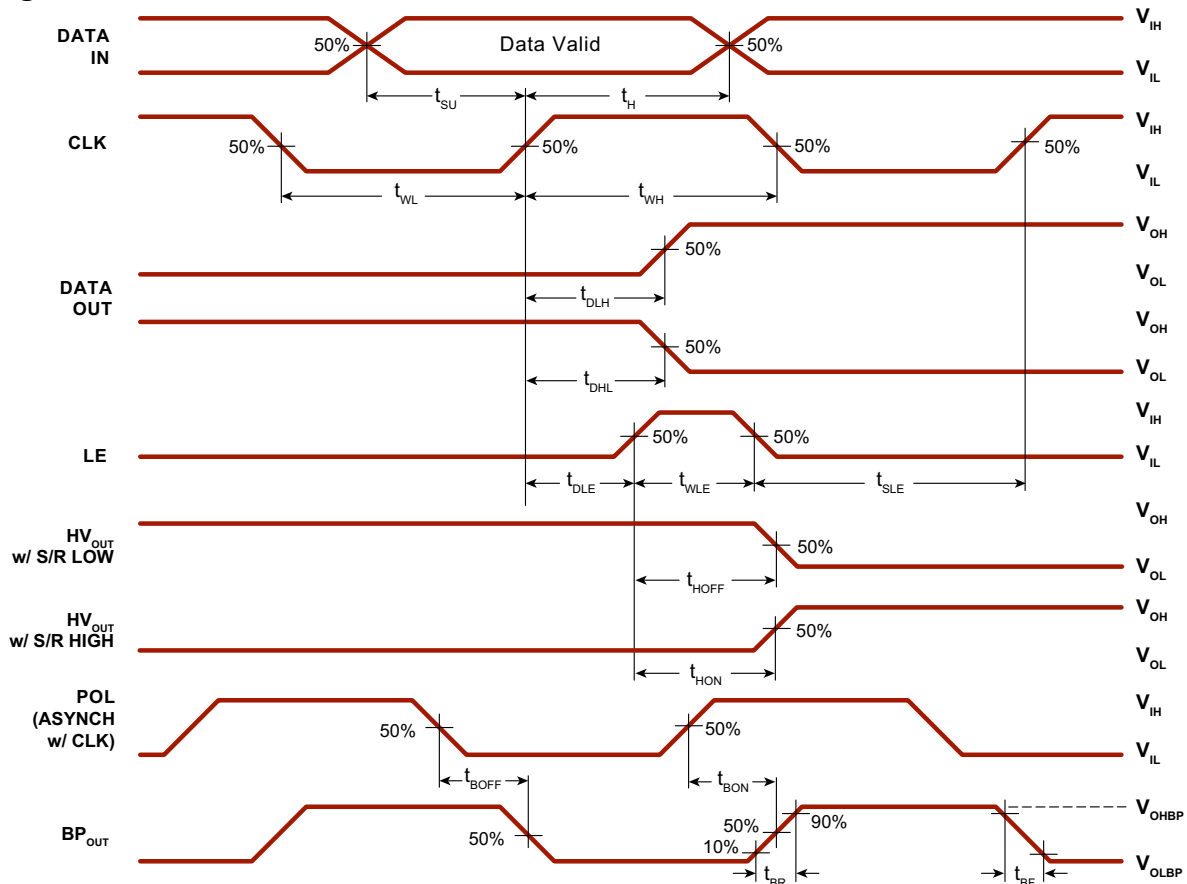 DATA IN
50%
Data Valid
50%
V_IH
V_IL
t_SU
t_H
CLK
50%
50%
50%
50%
V_IH
V_IL
t_WL
t_WH
DATA OUT
50%
V_OH
V_OL
t_DLH
50%
V_OH
V_OL
t_DHL
LE
50%
50%
V_IH
V_IL
t_DLE
t_WLE
t_SLE
HV_OUT
w/ S/R LOW
50%
V_OH
V_OL
t_HOFF
HV_OUT
w/ S/R HIGH
50%
V_OH
V_OL
t_HON
POL
(ASYNCH
w/ CLK)
50%
50%
V_IH
V_IL
t_BOFF
t_BON
BP_OUT
50%
50%
10%
90%
V_OHBP
V_OLBP
t_BR
t_BF